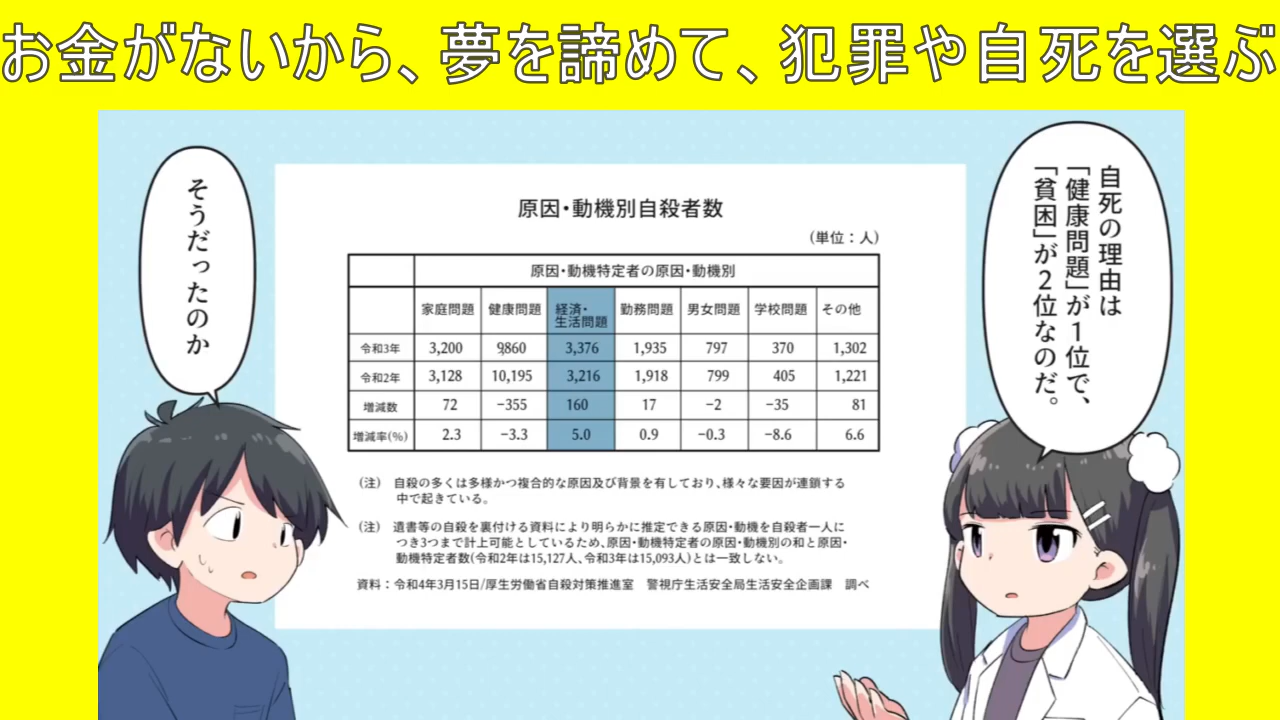 お金がないから、夢を諦めて、犯罪や自死を選ぶ
自死の理由は
「健康問題」が1位で、
「貧困」が2位なのだ。
そうだったのか
原因・動機別自殺者数
(単位：人)
原因・動機特定者の原因・動機別
家庭問題 健康問題 経済・生活問題 勤務問題 男女問題 学校問題 その他
令和3年 3,200 9,860 3,376 1,935 797 370 1,302
令和2年 3,128 10,195 3,216 1,918 799 405 1,221
増減数 72 −355 160 17 −2 −35 81
増減率(%) 2.3 −3.3 5.0 0.9 −0.3 −8.6 6.6
(注) 自殺の多くは多様かつ複合的な原因及び背景を有しており、様々な要因が連鎖する
中で起きている。
(注) 遺書等の自殺を裏付ける資料により明らかに推定できる原因・動機を自殺者一人に
つき3つまで計上可能としているため、原因・動機特定者の原因・動機別の和と原因・
動機特定者数(令和2年は15,127人、令和3年は15,093人)とは一致しない。
資料：令和4年3月15日/厚生労働省自殺対策推進室 警視庁生活安全局生活安全企画課 調べ